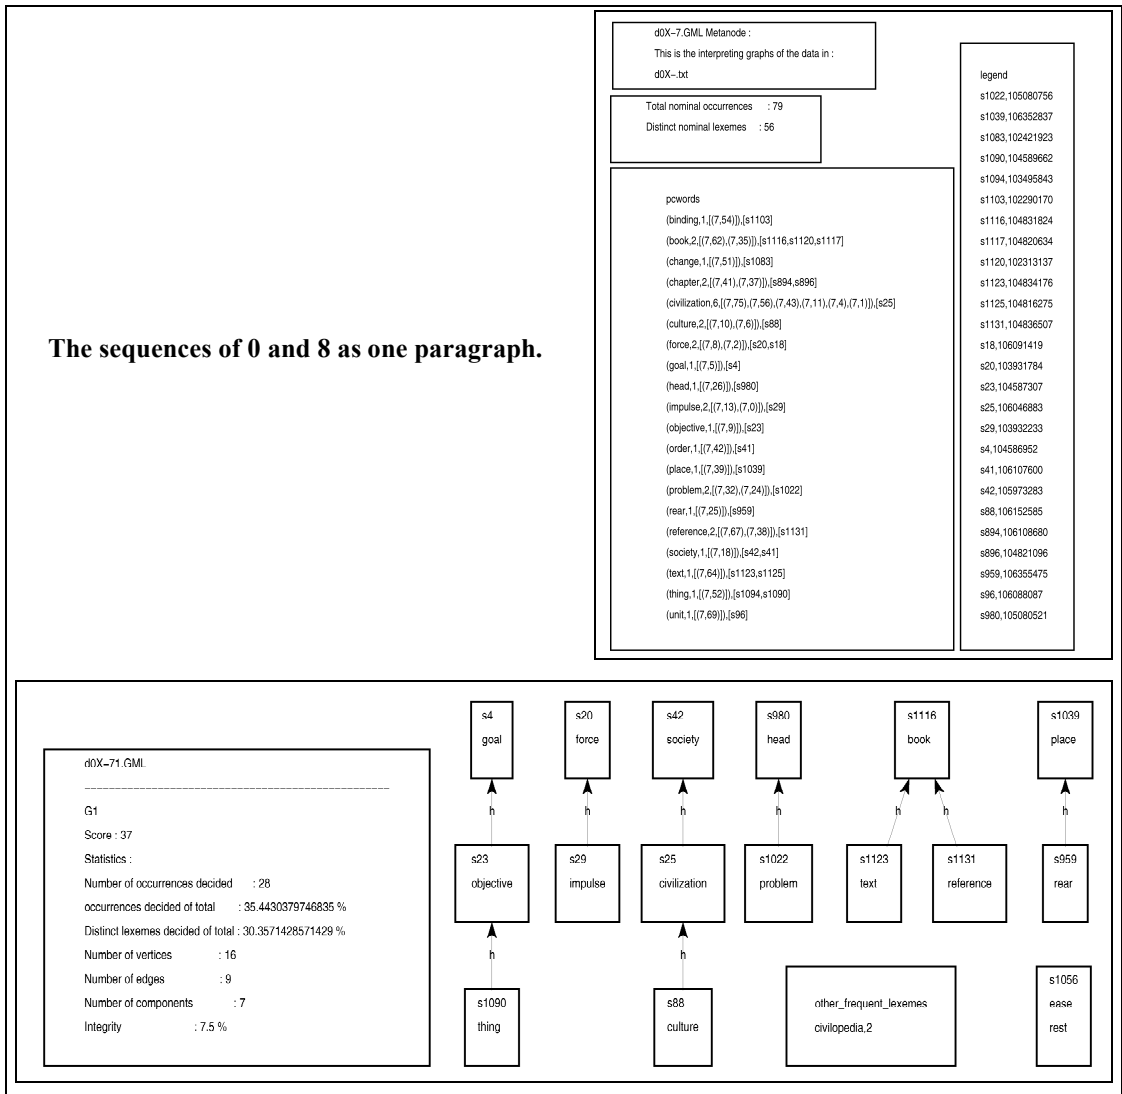 The sequences of 0 and 8 as one paragraph.
d0X−7.GML Metanode :
This is the interpreting graphs of the data in :
d0X−.txt
Total nominal occurrences : 79
Distinct nominal lexemes : 56
pcwords
(binding,1,[(7,54)]),[s1103]
(book,2,[(7,62),(7,35)]),[s1116,s1120,s1117]
(change,1,[(7,51)]),[s1083]
(chapter,2,[(7,41),(7,37)]),[s894,s896]
(civilization,6,[(7,75),(7,56),(7,43),(7,11),(7,4),(7,1)]),[s25]
(culture,2,[(7,10),(7,6)]),[s88]
(force,2,[(7,8),(7,2)]),[s20,s18]
(goal,1,[(7,5)]),[s4]
(head,1,[(7,26)]),[s980]
(impulse,2,[(7,13),(7,0)]),[s29]
(objective,1,[(7,9)]),[s23]
(order,1,[(7,42)]),[s41]
(place,1,[(7,39)]),[s1039]
(problem,2,[(7,32),(7,24)]),[s1022]
(rear,1,[(7,25)]),[s959]
(reference,2,[(7,67),(7,38)]),[s1131]
(society,1,[(7,18)]),[s42,s41]
(text,1,[(7,64)]),[s1123,s1125]
(thing,1,[(7,52)]),[s1094,s1090]
(unit,1,[(7,69)]),[s96]
legend
s1022,105080756
s1039,106352837
s1083,102421923
s1090,104589662
s1094,103495843
s1103,102290170
s1116,104831824
s1117,104820634
s1120,102313137
s1123,104834176
s1125,104816275
s1131,104836507
s18,106091419
s20,103931784
s23,104587307
s25,106046883
s29,103932233
s4,104586952
s41,106107600
s42,105973283
s88,106152585
s894,106108680
s896,104821096
s959,106355475
s96,106088087
s980,105080521
d0X−71.GML
G1
Score : 37
Statistics :
Number of occurrences decided : 28
occurrences decided of total : 35.4430379746835 %
Distinct lexemes decided of total : 30.3571428571429 %
Number of vertices : 16
Number of edges : 9
Number of components : 7
Integrity : 7.5 %
s4
goal
s20
force
s42
society
s980
head
s1116
book
s1039
place
h
h
h
h
h
h
h
s23
objective
s29
impulse
s25
civilization
s1022
problem
s1123
text
s1131
reference
s959
rear
h
h
s1090
thing
s88
culture
other_frequent_lexemes
civilopedia,2
s1056
ease
rest